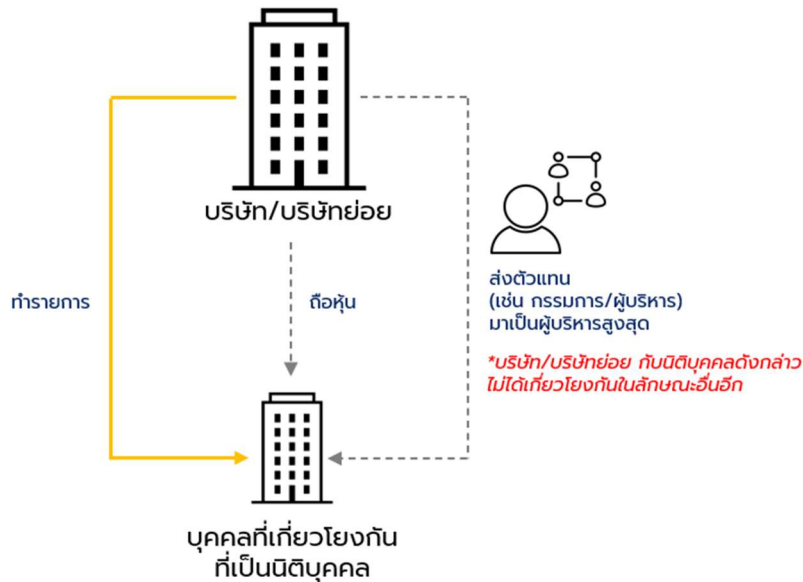 บริษัท/บริษัทย่อย
ทำรายการ
ถือหุ้น
ส่งตัวแทน
(เช่น กรรมการ/ผู้บริหาร)
มาเป็นผู้บริหารสูงสุด
*บริษัท/บริษัทย่อย กับนิติบุคคลดังกล่าว
ไม่ได้เกี่ยวโยงกันในลักษณะอื่นอีก
บุคคลที่เกี่ยวโยงกัน
ที่เป็นนิติบุคคล